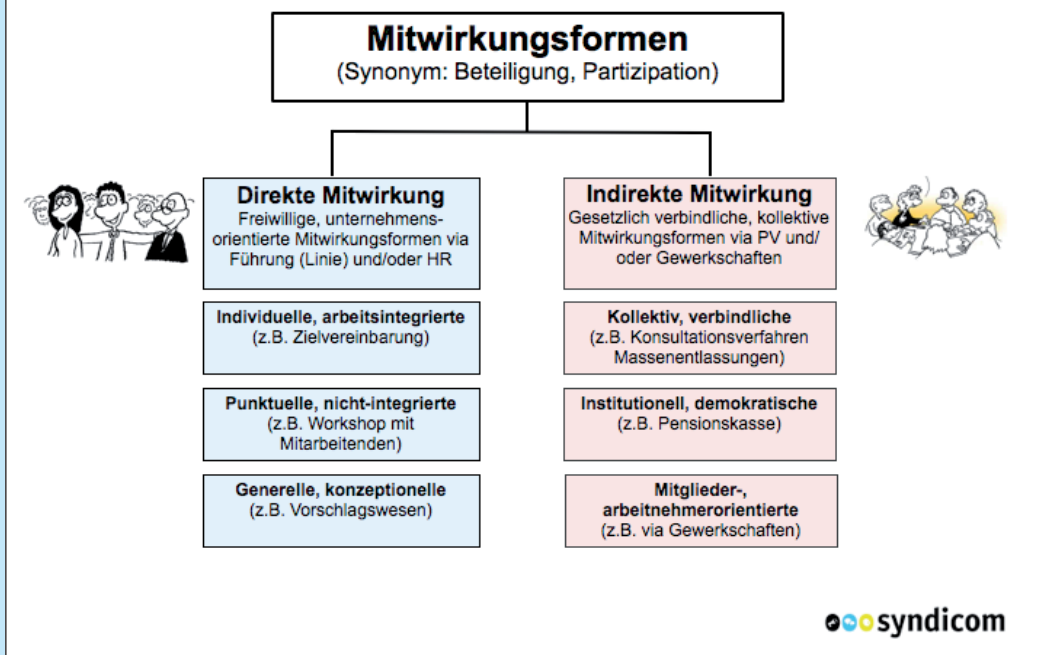 Mitwirkungsformen
(Synonym: Beteiligung, Partizipation)
Direkte Mitwirkung
Freiwillige, unternehmens-
orientierte Mitwirkungsformen via
Führung (Linie) und/oder HR
Individuelle, arbeitsintegrierte
(z.B. Zielvereinbarung)
Punktuelle, nicht-integrierte
(z.B. Workshop mit
Mitarbeitenden)
Generelle, konzeptionelle
(z.B. Vorschlagswesen)
Indirekte Mitwirkung
Gesetzlich verbindliche, kollektive
Mitwirkungsformen via PV und/
oder Gewerkschaften
Kollektiv, verbindliche
(z.B. Konsultationsverfahren
Massenentlassungen)
Institutionell, demokratische
(z.B. Pensionskasse)
Mitglieder-,
arbeitnehmerorientierte
(z.B. via Gewerkschaften)
syndicom